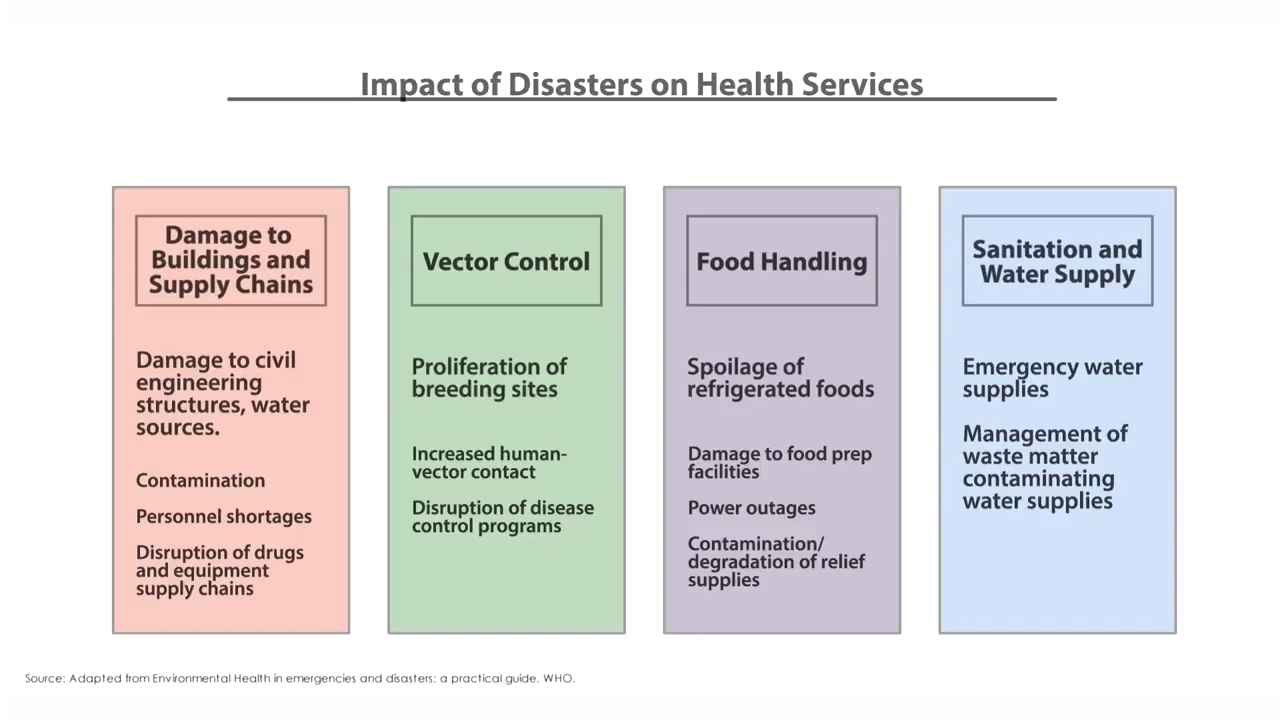 Impact of Disasters on Health Services
Damage to
Buildings and
Supply Chains
Damage to civil
engineering
structures, water
sources.
Contamination
Personnel shortages
Disruption of drugs
and equipment
supply chains
Vector Control
Proliferation of
breeding sites
Increased human-
vector contact
Disruption of disease
control programs
Food Handling
Spoilage of
refrigerated foods
Damage to food prep
facilities
Power outages
Contamination/
degradation of relief
supplies
Sanitation and
Water Supply
Emergency water
supplies
Management of
waste matter
contaminating
water supplies
Source: Adapted from Environmental Health in emergencies and disasters: a practical guide. WHO.